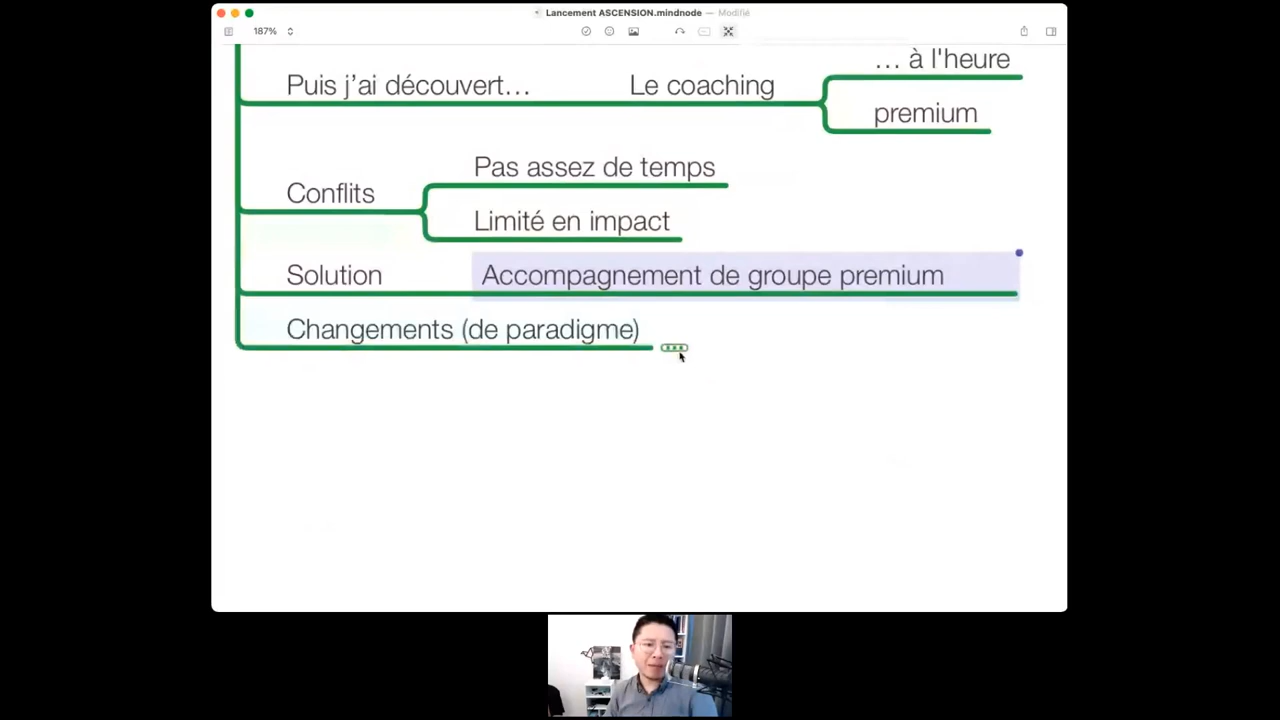 Lancement ASCENSION.mindnode — Modifié
187%
… à l'heure
Puis j’ai découvert…
Le coaching
premium
Pas assez de temps
Conflits
Limité en impact
Solution
Accompagnement de groupe premium
Changements (de paradigme)